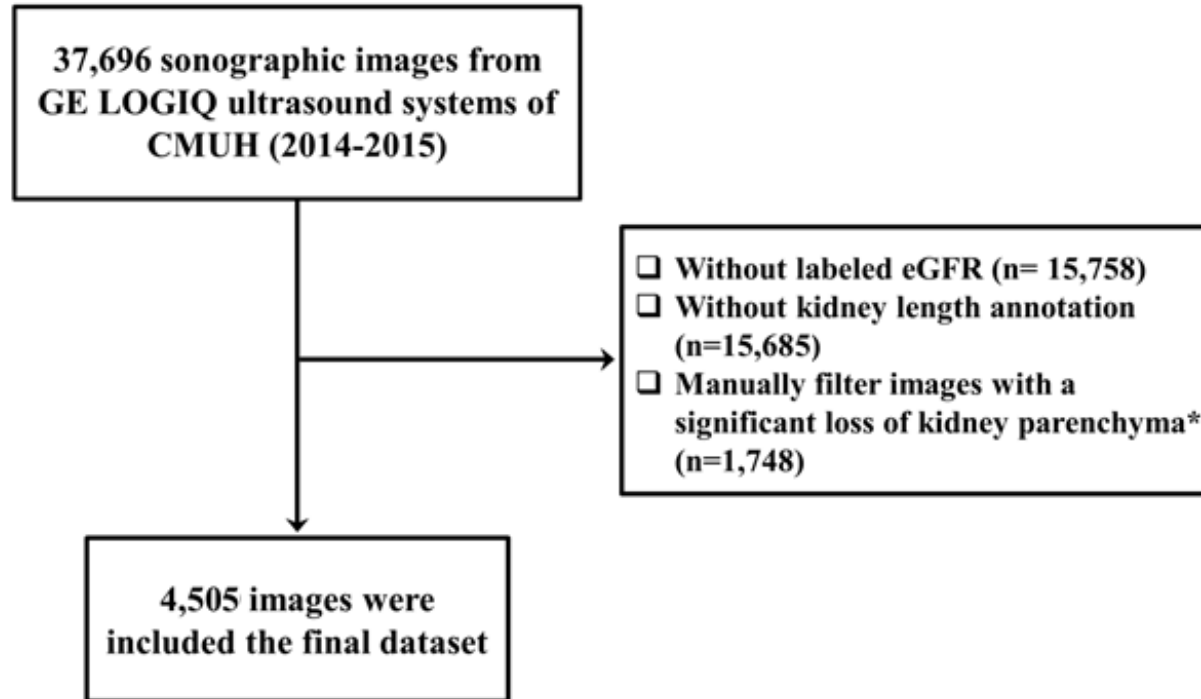 37,696 sonographic images from
GE LOGIQ ultrasound systems of
CMUH (2014-2015)
❑ Without labeled eGFR (n= 15,758)
❑ Without kidney length annotation
(n=15,685)
❑ Manually filter images with a
significant loss of kidney parenchyma*
(n=1,748)
4,505 images were
included the final dataset